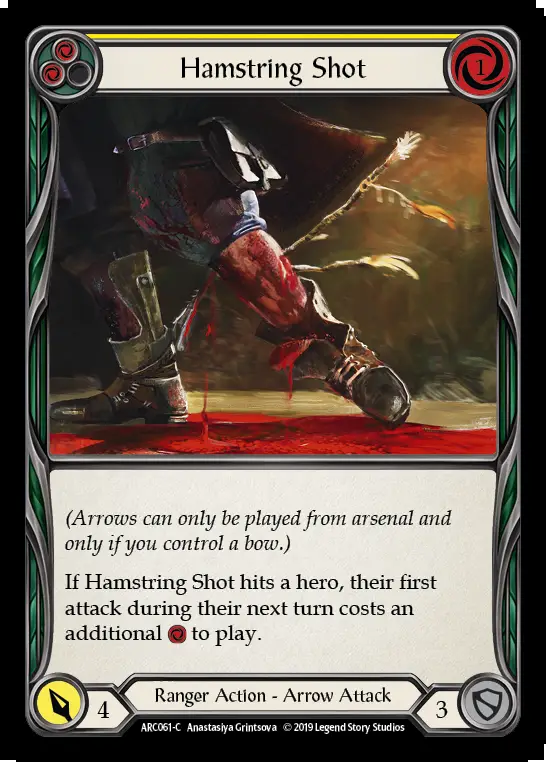 Hamstring Shot
1
(Arrows can only be played from arsenal and
only if you control a bow.)
If Hamstring Shot hits a hero, their first
attack during their next turn costs an
additional to play.
4
Ranger Action - Arrow Attack
3
ARC061-C Anastasiya Grintsova © 2019 Legend Story Studios